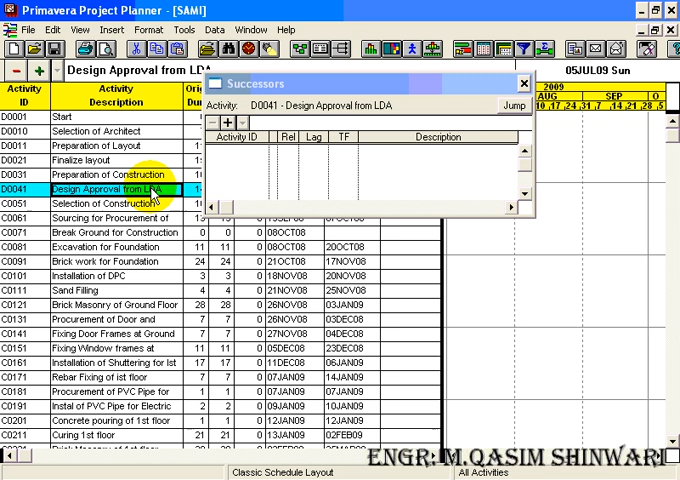 Primavera Project Planner - [SAMI]
File Edit View Insert Format Tools Data Window Help
Design Approval from LDA
05JUL09 Sun
Activity ID
Activity Description
2009
AUG SEP O
10 ,17,24,31,7 ,14,21,28,5
Successors
Activity: D0041 - Design Approval from LDA
Jump
Activity ID Rel Lag TF Description
D0001 Start
D0010 Selection of Architect
D0011 Preparation of Layout
D0021 Finalize layout
D0031 Preparation of Construction
D0041 Design Approval from LDA
C0051 Selection of Construction
C0061 Sourcing for Procurement of
C0071 Break Ground for Construction 0 0 0 08OCT08
C0081 Excavation for Foundation 11 11 0 08OCT08 20OCT08
C0091 Brick work for Foundation 24 24 0 21OCT08 17NOV08
C0101 Installation of DPC 3 3 0 18NOV08 20NOV08
C0111 Sand Filling 4 4 0 21NOV08 25NOV08
C0121 Brick Masonry of Ground Floor 28 28 0 26NOV08 03JAN09
C0131 Procurement of Door and 7 7 0 26NOV08 03DEC08
C0141 Fixing Door Frames at Ground 7 7 0 27NOV08 04DEC08
C0151 Fixing Window frames at 7 7 0 05DEC08 23DEC08
C0161 Installation of Shuttering for Ist 17 17 0 11DEC08 06JAN09
C0171 Rebar Fixing of ist floor 7 7 0 07JAN09 14JAN09
C0181 Procurement of PVC Pipe for 1 1 0 07JAN09 07JAN09
C0191 Instal of PVC Pipe for Electric 2 2 0 09JAN09 10JAN09
C0201 Concrete pouring of 1st floor 1 1 0 12JAN09 12JAN09
C0211 Curing 1st floor 21 21 0 13JAN09 02FEB09
ENGR: M.QASIM SHINWARI
Classic Schedule Layout
All Activities